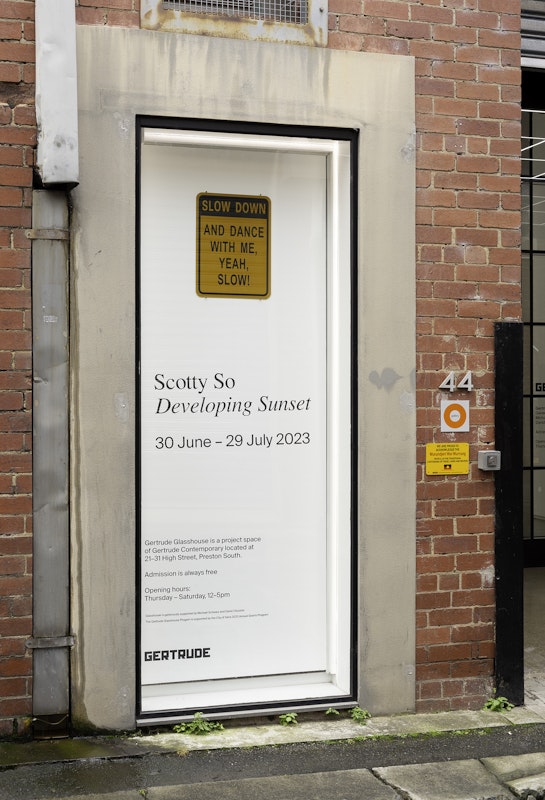 SLOW DOWN
AND DANCE
WITH ME,
YEAH,
SLOW!
Scotty So
Developing Sunset
30 June – 29 July 2023
Gertrude Glasshouse is a project space
of Gertrude Contemporary located at
21–31 High Street, Preston South.
Admission is always free
Opening hours:
Thursday – Saturday, 12–5pm
GERTRUDE
44